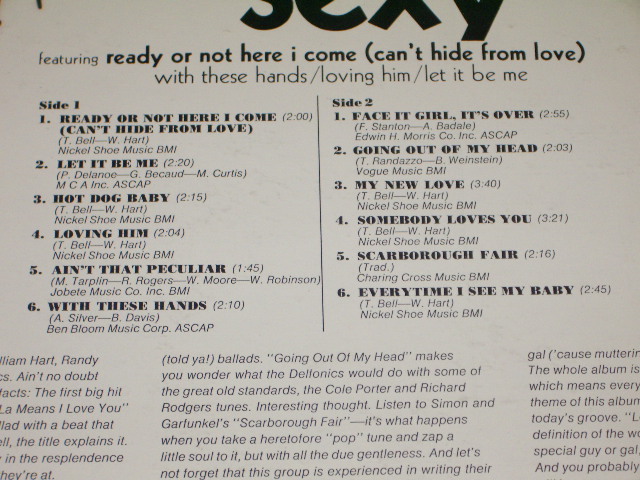 sexy
featuring ready or not here i come (can't hide from love)
with these hands/loving him/let it be me
Side 1
1. READY OR NOT HERE I COME (2:00)
(CAN'T HIDE FROM LOVE)
(T. Bell—W. Hart)
Nickel Shoe Music BMI
2. LET IT BE ME (2:20)
(P. Delanoe—G. Becaud—M. Curtis)
M C A Inc. ASCAP
3. HOT DOG BABY (2:15)
(T. Bell—W. Hart)
Nickel Shoe Music BMI
4. LOVING HIM (2:04)
(T. Bell—W. Hart)
Nickel Shoe Music BMI
5. AIN'T THAT PECULIAR (1:45)
(M. Tarplin—R. Rogers—W. Moore—W. Robinson)
Jobete Music Co. Inc. BMI
6. WITH THESE HANDS (2:10)
(A. Silver—B. Davis)
Ben Bloom Music Corp. ASCAP
Side 2
1. FACE IT GIRL, IT'S OVER (2:55)
(F. Stanton—A. Badale)
Edwin H. Morris Co. Inc. ASCAP
2. GOING OUT OF MY HEAD (2:03)
(T. Randazzo—B. Weinstein)
Vogue Music BMI
3. MY NEW LOVE (3:40)
(T. Bell—W. Hart)
Nickel Shoe Music BMI
4. SOMEBODY LOVES YOU (3:21)
(T. Bell—W. Hart)
Nickel Shoe Music BMI
5. SCARBOROUGH FAIR (2:16)
(Trad.)
Charing Cross Music BMI
6. EVERYTIME I SEE MY BABY (2:45)
(T. Bell—W. Hart)
Nickel Shoe Music BMI
lliam Hart, Randy
cs. Ain't no doubt
facts: The first big hit
La Means I Love You"
llad with a beat that
ell, the title explains it.
in the resplendence
they're at.
(told ya!) ballads. "Going Out Of My Head" makes
you wonder what the Delfonics would do with some of
the great old standards, the Cole Porter and Richard
Rodgers tunes. Interesting thought. Listen to Simon and
Garfunkel's "Scarborough Fair"—it's what happens
when you take a heretofore "pop" tune and zap a
little soul to it, but with all the due gentleness. And let's
not forget that this group is experienced in writing their
gal ('cause mutterin
The whole album is
which means every
theme of this album
today's groove. "L
definition of the wo
special guy or gal,
And you probably